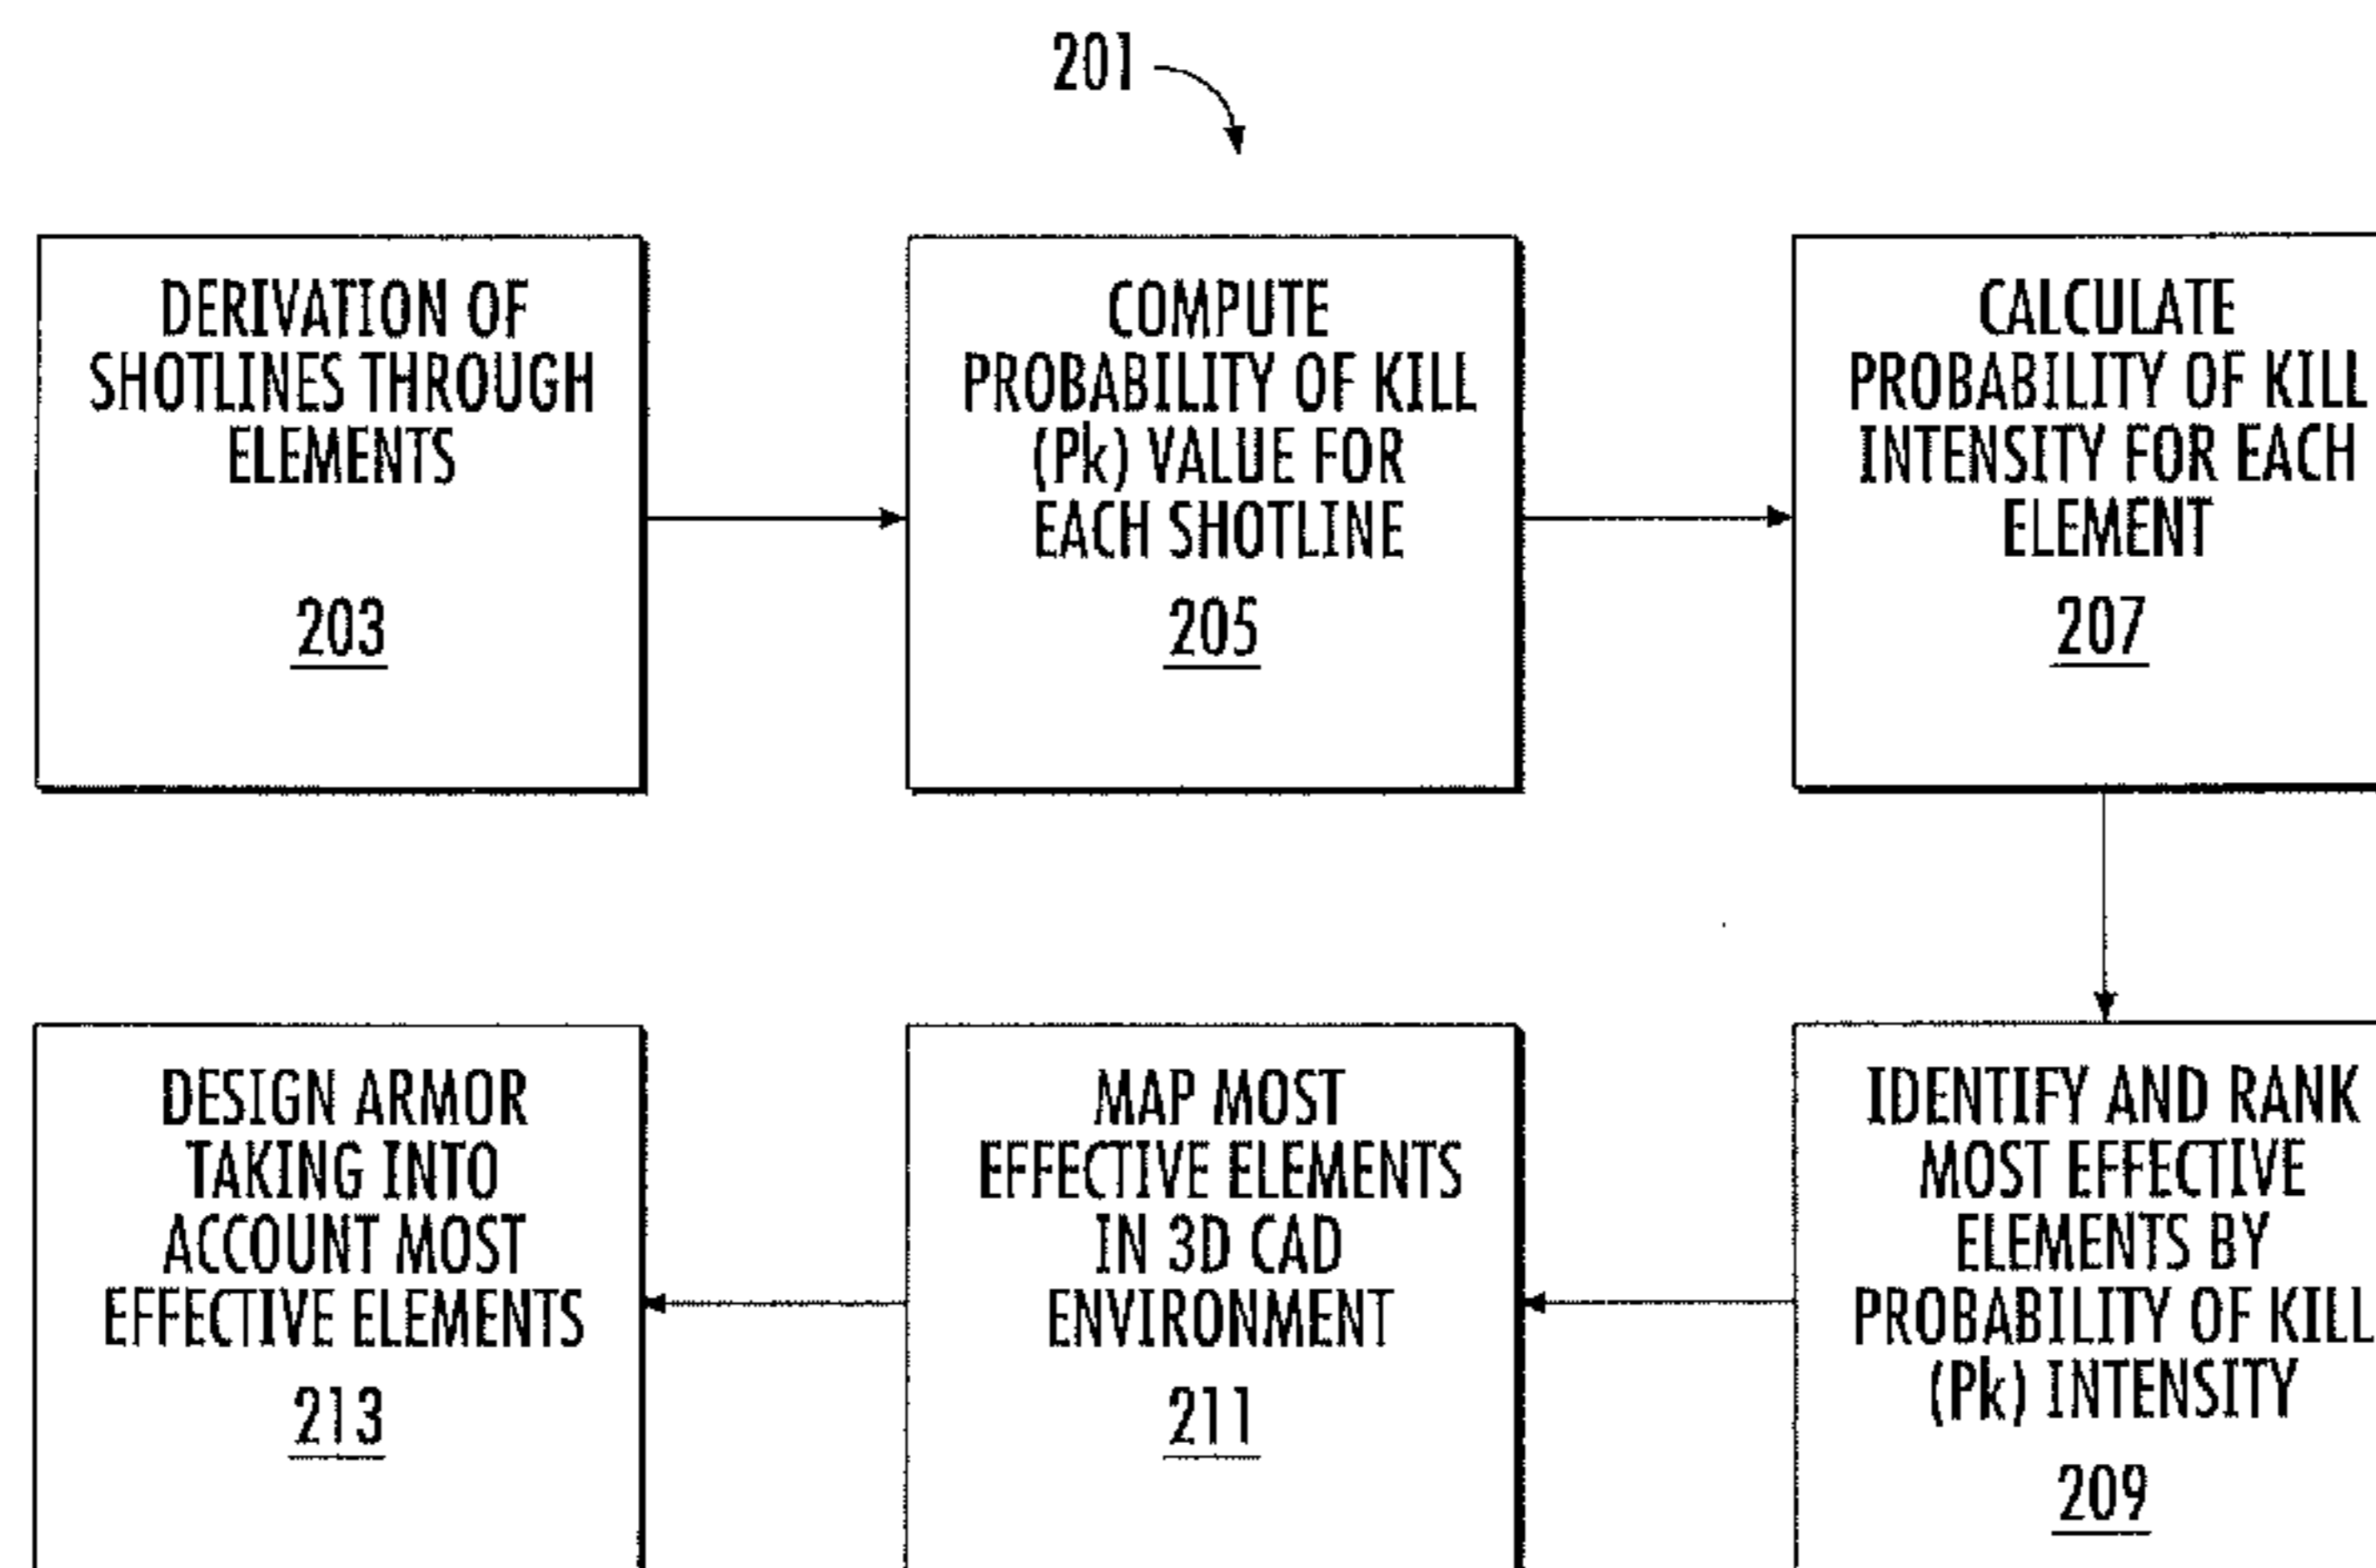 201
DERIVATION OF
SHOTLINES THROUGH
ELEMENTS
203
COMPUTE
PROBABILITY OF KILL
(Pk) VALUE FOR
EACH SHOTLINE
205
CALCULATE
PROBABILITY OF KILL
INTENSITY FOR EACH
ELEMENT
207
IDENTIFY AND RANK
MOST EFFECTIVE
ELEMENTS BY
PROBABILITY OF KILL
(Pk) INTENSITY
209
MAP MOST
EFFECTIVE ELEMENTS
IN 3D CAD
ENVIRONMENT
211
DESIGN ARMOR
TAKING INTO
ACCOUNT MOST
EFFECTIVE ELEMENTS
213